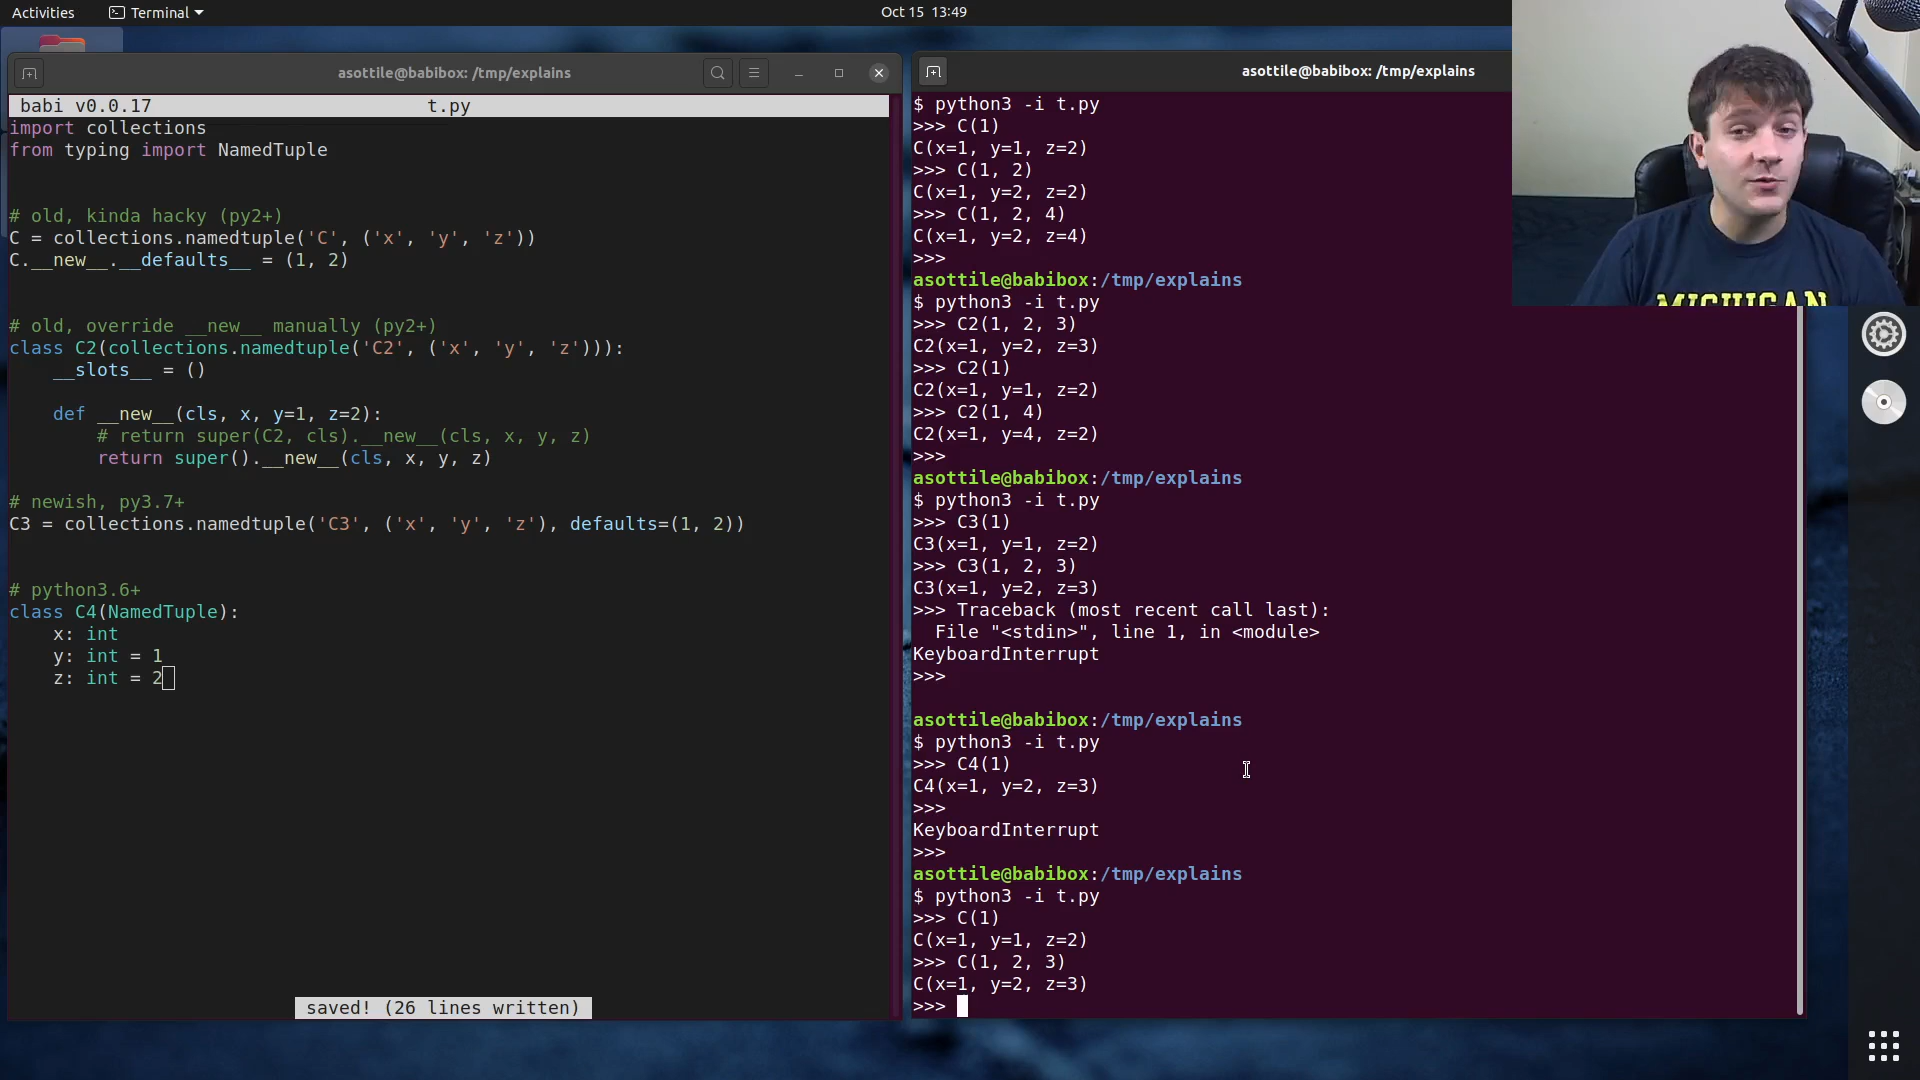 Activities
Terminal
Oct 15 13:49
asottile@babibox: /tmp/explains
babi v0.0.17 t.py
import collections
from typing import NamedTuple
# old, kinda hacky (py2+)
C = collections.namedtuple('C', ('x', 'y', 'z'))
C.__new__.__defaults__ = (1, 2)
# old, override __new__ manually (py2+)
class C2(collections.namedtuple('C2', ('x', 'y', 'z'))):
    __slots__ = ()
    def __new__(cls, x, y=1, z=2):
        # return super(C2, cls).__new__(cls, x, y, z)
        return super().__new__(cls, x, y, z)
# newish, py3.7+
C3 = collections.namedtuple('C3', ('x', 'y', 'z'), defaults=(1, 2))
# python3.6+
class C4(NamedTuple):
    x: int
    y: int = 1
    z: int = 2
saved! (26 lines written)
asottile@babibox: /tmp/explains
$ python3 -i t.py
>>> C(1)
C(x=1, y=1, z=2)
>>> C(1, 2)
C(x=1, y=2, z=2)
>>> C(1, 2, 4)
C(x=1, y=2, z=4)
>>>
asottile@babibox:/tmp/explains
$ python3 -i t.py
>>> C2(1, 2, 3)
C2(x=1, y=2, z=3)
>>> C2(1)
C2(x=1, y=1, z=2)
>>> C2(1, 4)
C2(x=1, y=4, z=2)
>>>
asottile@babibox:/tmp/explains
$ python3 -i t.py
>>> C3(1)
C3(x=1, y=1, z=2)
>>> C3(1, 2, 3)
C3(x=1, y=2, z=3)
>>> Traceback (most recent call last):
  File "<stdin>", line 1, in <module>
KeyboardInterrupt
>>>
asottile@babibox:/tmp/explains
$ python3 -i t.py
>>> C4(1)
C4(x=1, y=2, z=3)
>>>
KeyboardInterrupt
>>>
asottile@babibox:/tmp/explains
$ python3 -i t.py
>>> C(1)
C(x=1, y=1, z=2)
>>> C(1, 2, 3)
C(x=1, y=2, z=3)
>>>
MICHIGAN